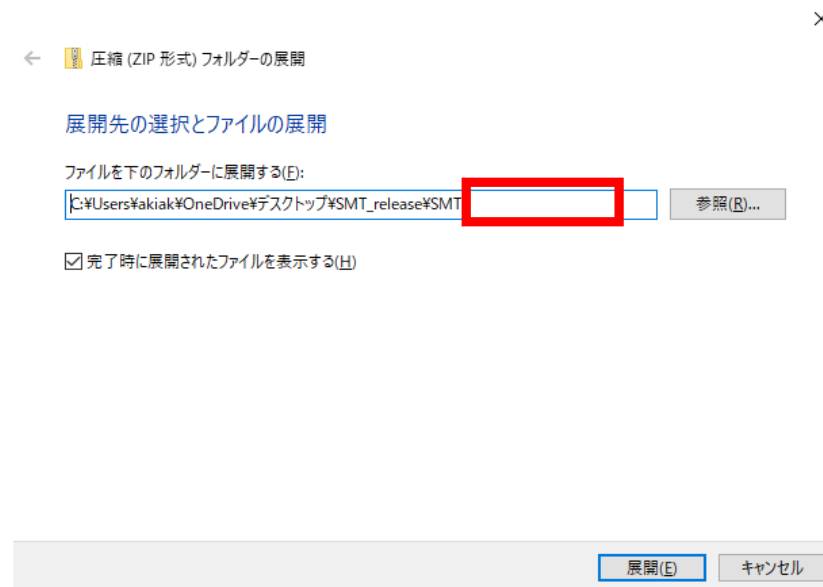 圧縮 (ZIP 形式) フォルダーの展開
展開先の選択とファイルの展開
ファイルを下のフォルダーに展開する(F):
C:¥Users¥akiak¥OneDrive¥デスクトップ¥SMT_release¥SMT
参照(R)...
完了時に展開されたファイルを表示する(H)
展開(E)
キャンセル